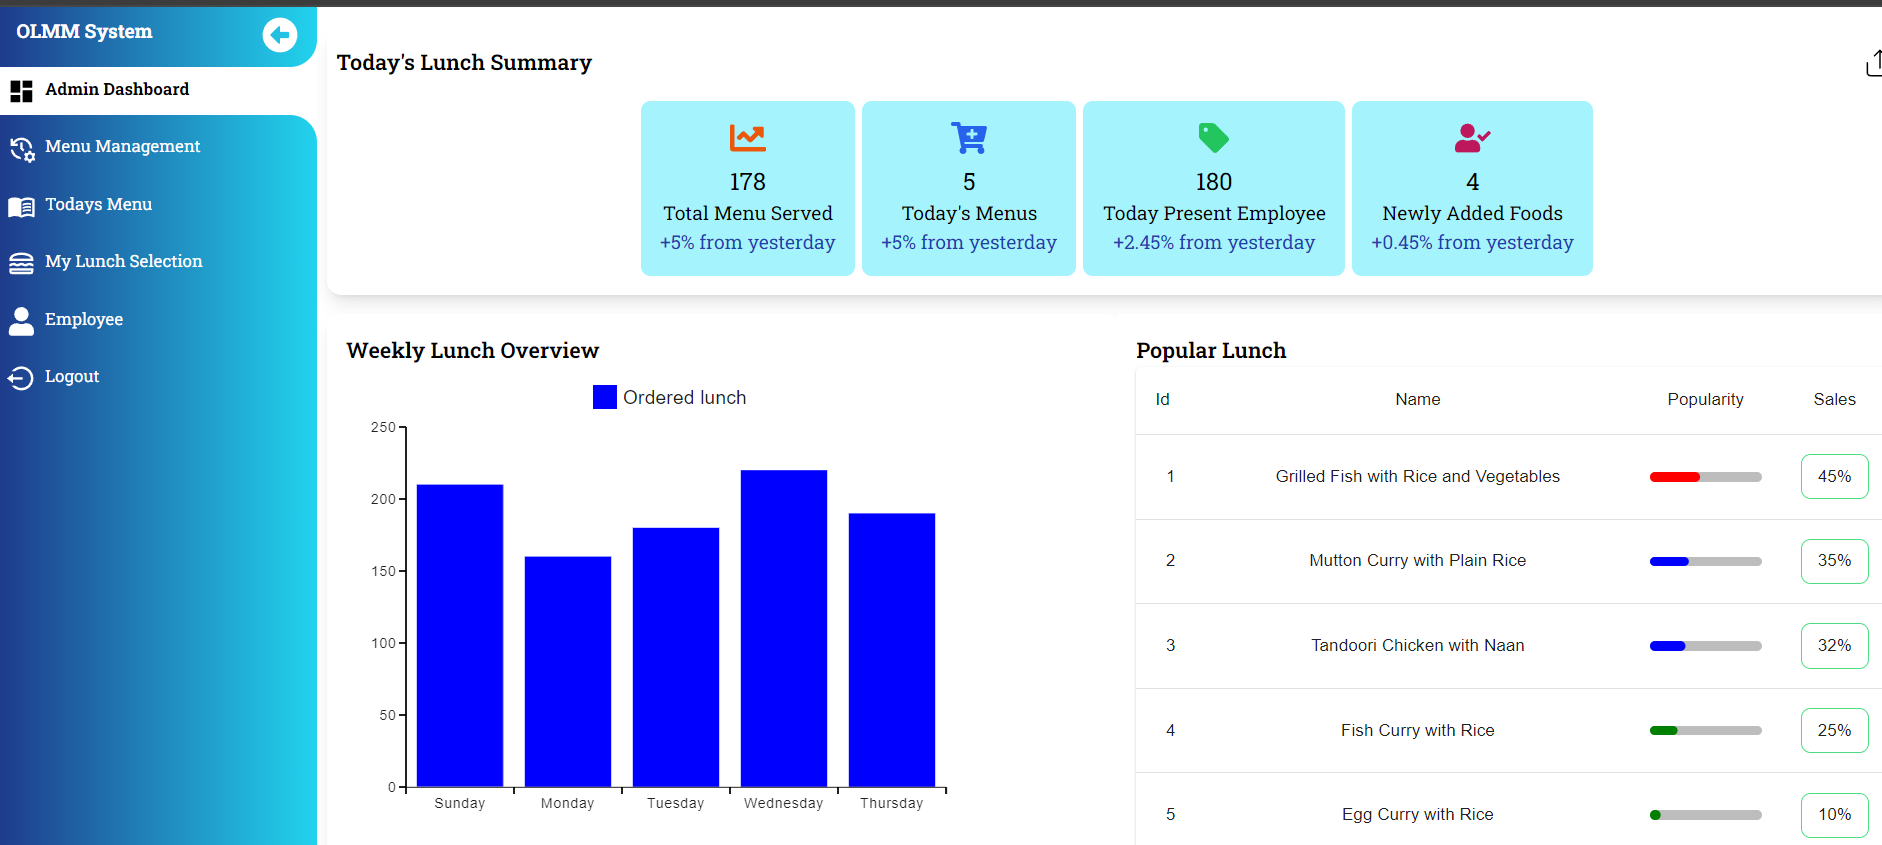 OLMM System
Admin Dashboard
Menu Management
Todays Menu
My Lunch Selection
Employee
Logout
Today's Lunch Summary
178
Total Menu Served
+5% from yesterday
5
Today's Menus
+5% from yesterday
180
Today Present Employee
+2.45% from yesterday
4
Newly Added Foods
+0.45% from yesterday
Weekly Lunch Overview
Ordered lunch
250
200
150
100
50
0
Sunday Monday Tuesday Wednesday Thursday
Popular Lunch
Id Name Popularity Sales
1 Grilled Fish with Rice and Vegetables 45%
2 Mutton Curry with Plain Rice 35%
3 Tandoori Chicken with Naan 32%
4 Fish Curry with Rice 25%
5 Egg Curry with Rice 10%